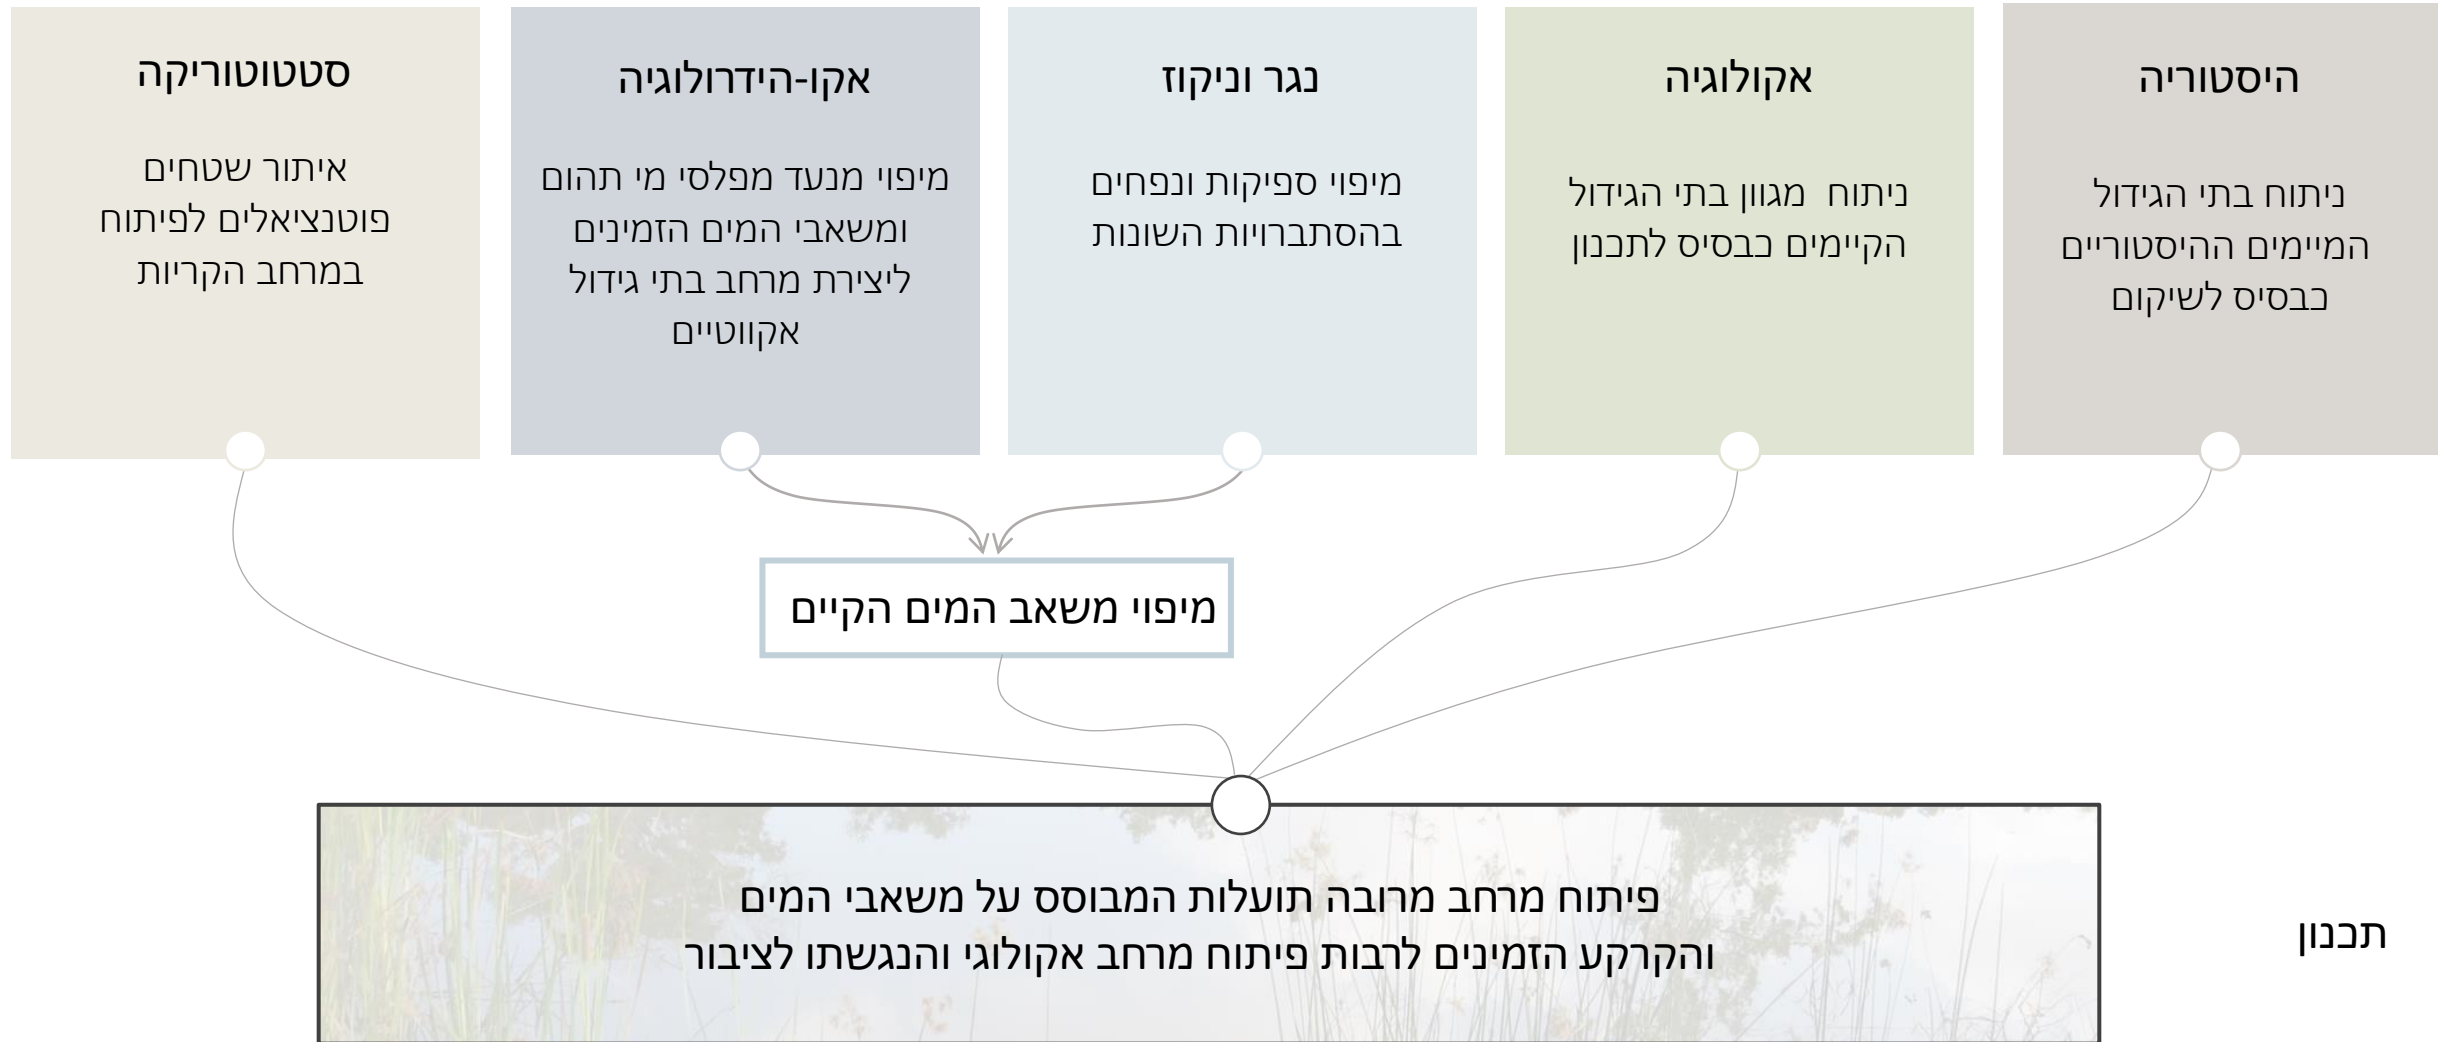 היסטוריה
ניתוח בתי הגידול
המיימים ההיסטוריים
כבסיס לשיקום
אקולוגיה
ניתוח מגוון בתי הגידול
הקיימים כבסיס לתכנון
נגר וניקוז
מיפוי ספיקות ונפחים
בהסתברויות השונות
אקו-הידרולוגיה
מיפוי מנעד מפלסי מי תהום
ומשאבי המים הזמינים
ליצירת מרחב בתי גידול
אקווטיים
סטטוטוריקה
איתור שטחים
פוטנציאלים לפיתוח
במרחב הקריות
מיפוי משאב המים הקיים
תכנון
פיתוח מרחב מרובה תועלות המבוסס על משאבי המים
והקרקע הזמינים לרבות פיתוח מרחב אקולוגי והנגשתו לציבור